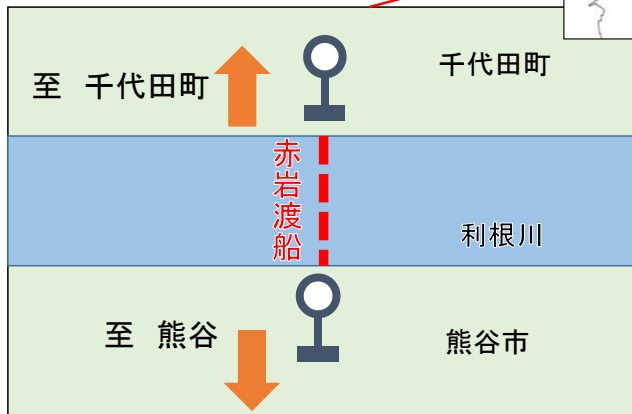 千代田町
至 千代田町
赤岩渡船
利根川
至 熊谷
熊谷市